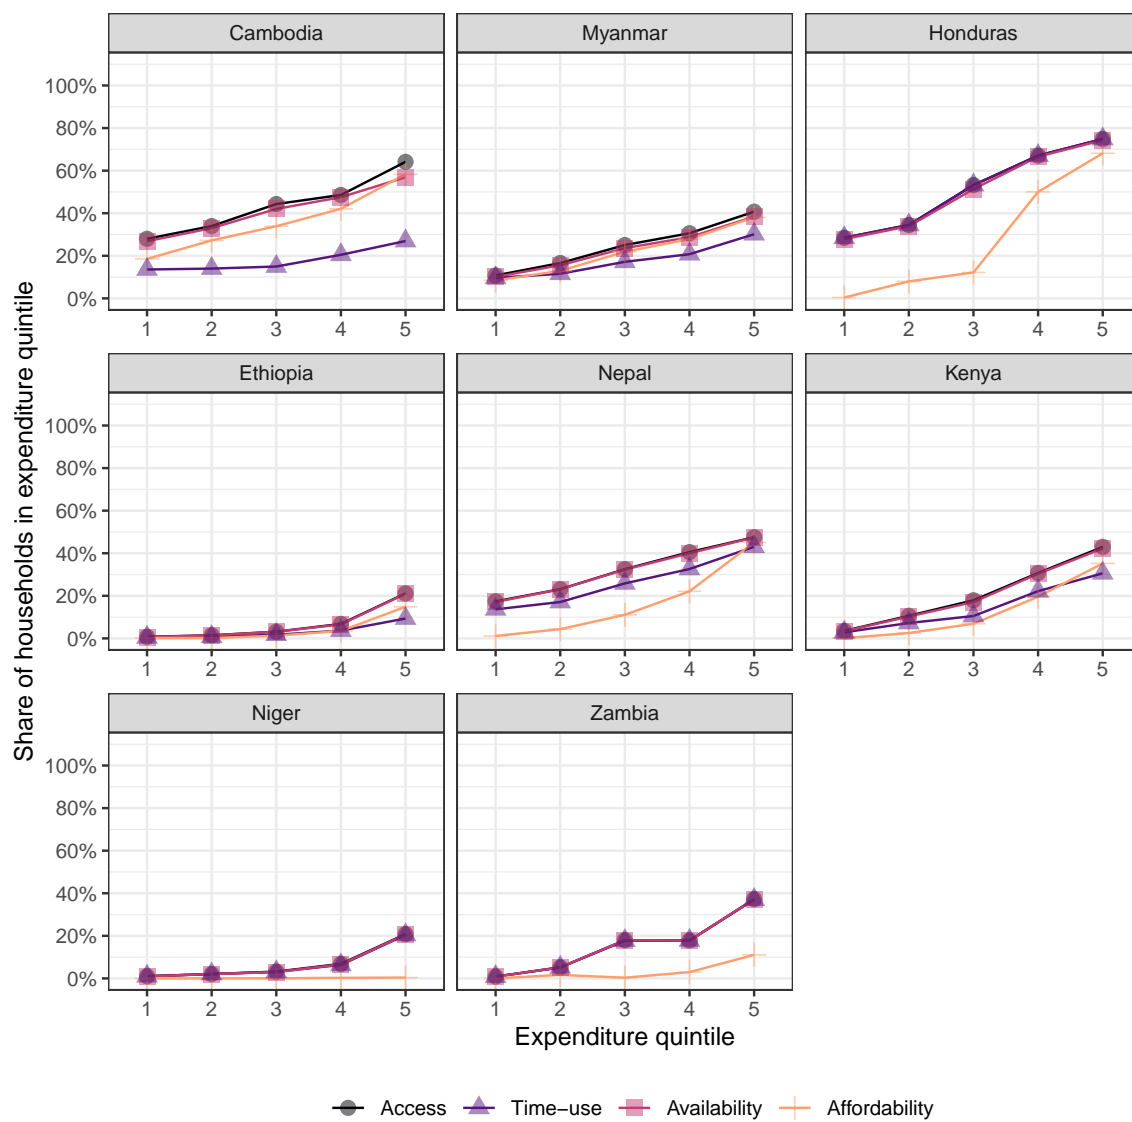 Cambodia
Myanmar
Honduras
100%
80%
60%
40%
20%
0%
1 2 3 4 5
1 2 3 4 5
1 2 3 4 5
Ethiopia
Nepal
Kenya
100%
80%
60%
40%
20%
0%
1 2 3 4 5
1 2 3 4 5
1 2 3 4 5
Niger
Zambia
100%
80%
60%
40%
20%
0%
1 2 3 4 5
1 2 3 4 5
Share of households in expenditure quintile
Expenditure quintile
Access Time−use Availability Affordability